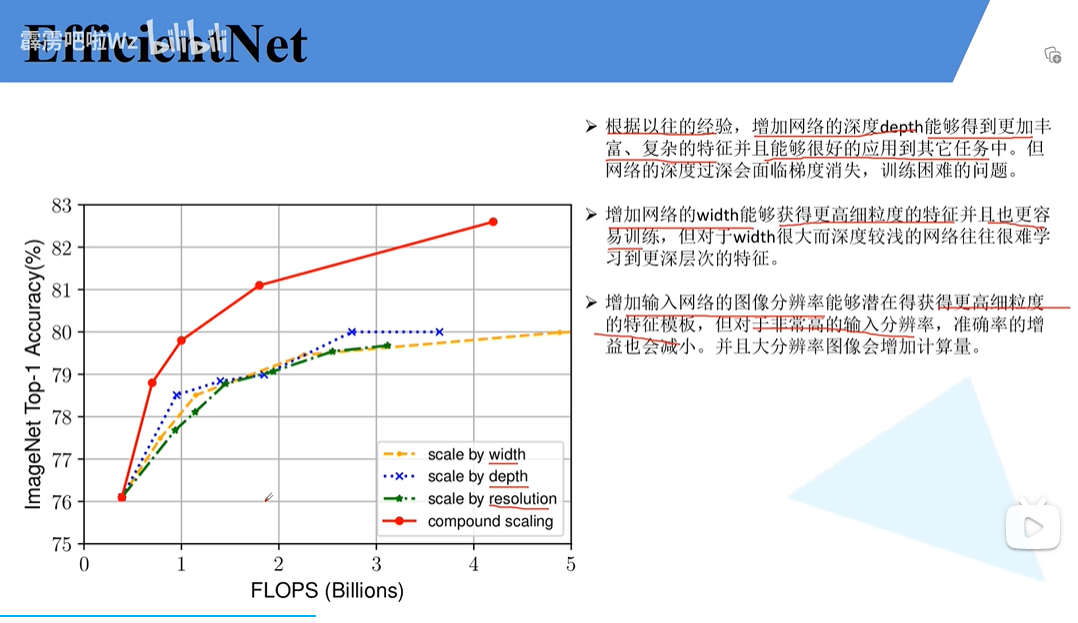 EfficientNet
霹雳吧啦Wz bilibili
根据以往的经验，增加网络的深度depth能够得到更加丰
富、复杂的特征并且能够很好的应用到其它任务中。但
网络的深度过深会面临梯度消失，训练困难的问题。
增加网络的width能够获得更高细粒度的特征并且也更容
易训练，但对于width很大而深度较浅的网络往往很难学
习到更深层次的特征。
增加输入网络的图像分辨率能够潜在得获得更高细粒度
的特征模板，但对于非常高的输入分辨率，准确率的增
益也会减小。并且大分辨率图像会增加计算量。
ImageNet Top-1 Accuracy(%)
83
82
81
80
79
78
77
76
75
scale by width
scale by depth
scale by resolution
compound scaling
0 1 2 3 4 5
FLOPS (Billions)